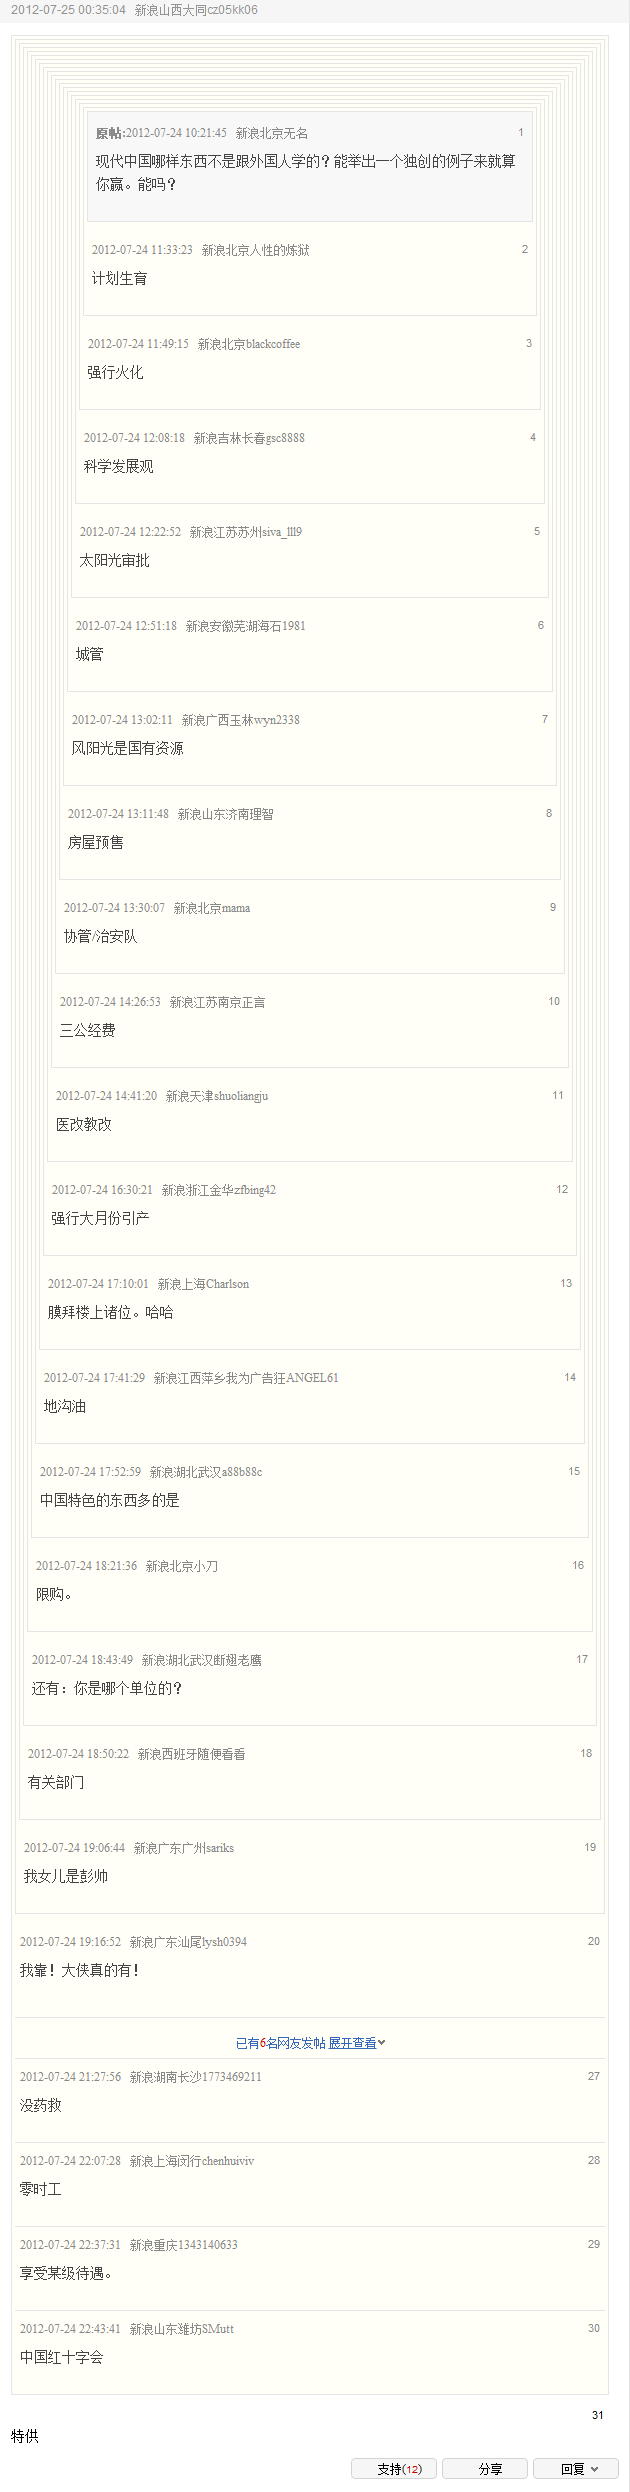 2012-07-25 00:35:04 新浪山西大同cz05kk06
原帖:2012-07-24 10:21:45 新浪北京无名 1
现代中国哪样东西不是跟外国人学的？能举出一个独创的例子来就算
你赢。能吗？
2012-07-24 11:33:23 新浪北京人性的炼狱 2
计划生育
2012-07-24 11:49:15 新浪北京blackcoffee 3
强行火化
2012-07-24 12:08:18 新浪吉林长春gsc8888 4
科学发展观
2012-07-24 12:22:52 新浪江苏苏州siva_lll9 5
太阳光审批
2012-07-24 12:51:18 新浪安徽芜湖海石1981 6
城管
2012-07-24 13:02:11 新浪广西玉林wyn2338 7
风阳光是国有资源
2012-07-24 13:11:48 新浪山东济南理智 8
房屋预售
2012-07-24 13:30:07 新浪北京mama 9
协管/治安队
2012-07-24 14:26:53 新浪江苏南京正言 10
三公经费
2012-07-24 14:41:20 新浪天津shuoliangju 11
医改教改
2012-07-24 16:30:21 新浪浙江金华zfbing42 12
强行大月份引产
2012-07-24 17:10:01 新浪上海Charlson 13
膜拜楼上诸位。哈哈
2012-07-24 17:41:29 新浪江西萍乡我为广告狂ANGEL61 14
地沟油
2012-07-24 17:52:59 新浪湖北武汉a88b88c 15
中国特色的东西多的是
2012-07-24 18:21:36 新浪北京小刀 16
限购。
2012-07-24 18:43:49 新浪湖北武汉断翅老鹰 17
还有：你是哪个单位的？
2012-07-24 18:50:22 新浪西班牙随便看看 18
有关部门
2012-07-24 19:06:44 新浪广东广州sariks 19
我女儿是彭帅
2012-07-24 19:16:52 新浪广东汕尾lysh0394 20
我靠！大侠真的有！
已有6名网友发帖 展开查看
2012-07-24 21:27:56 新浪湖南长沙1773469211 27
没药救
2012-07-24 22:07:28 新浪上海闵行chenhuiviv 28
零时工
2012-07-24 22:37:31 新浪重庆1343140633 29
享受某级待遇。
2012-07-24 22:43:41 新浪山东潍坊SMutt 30
中国红十字会
31
特供
支持(12) 分享 回复